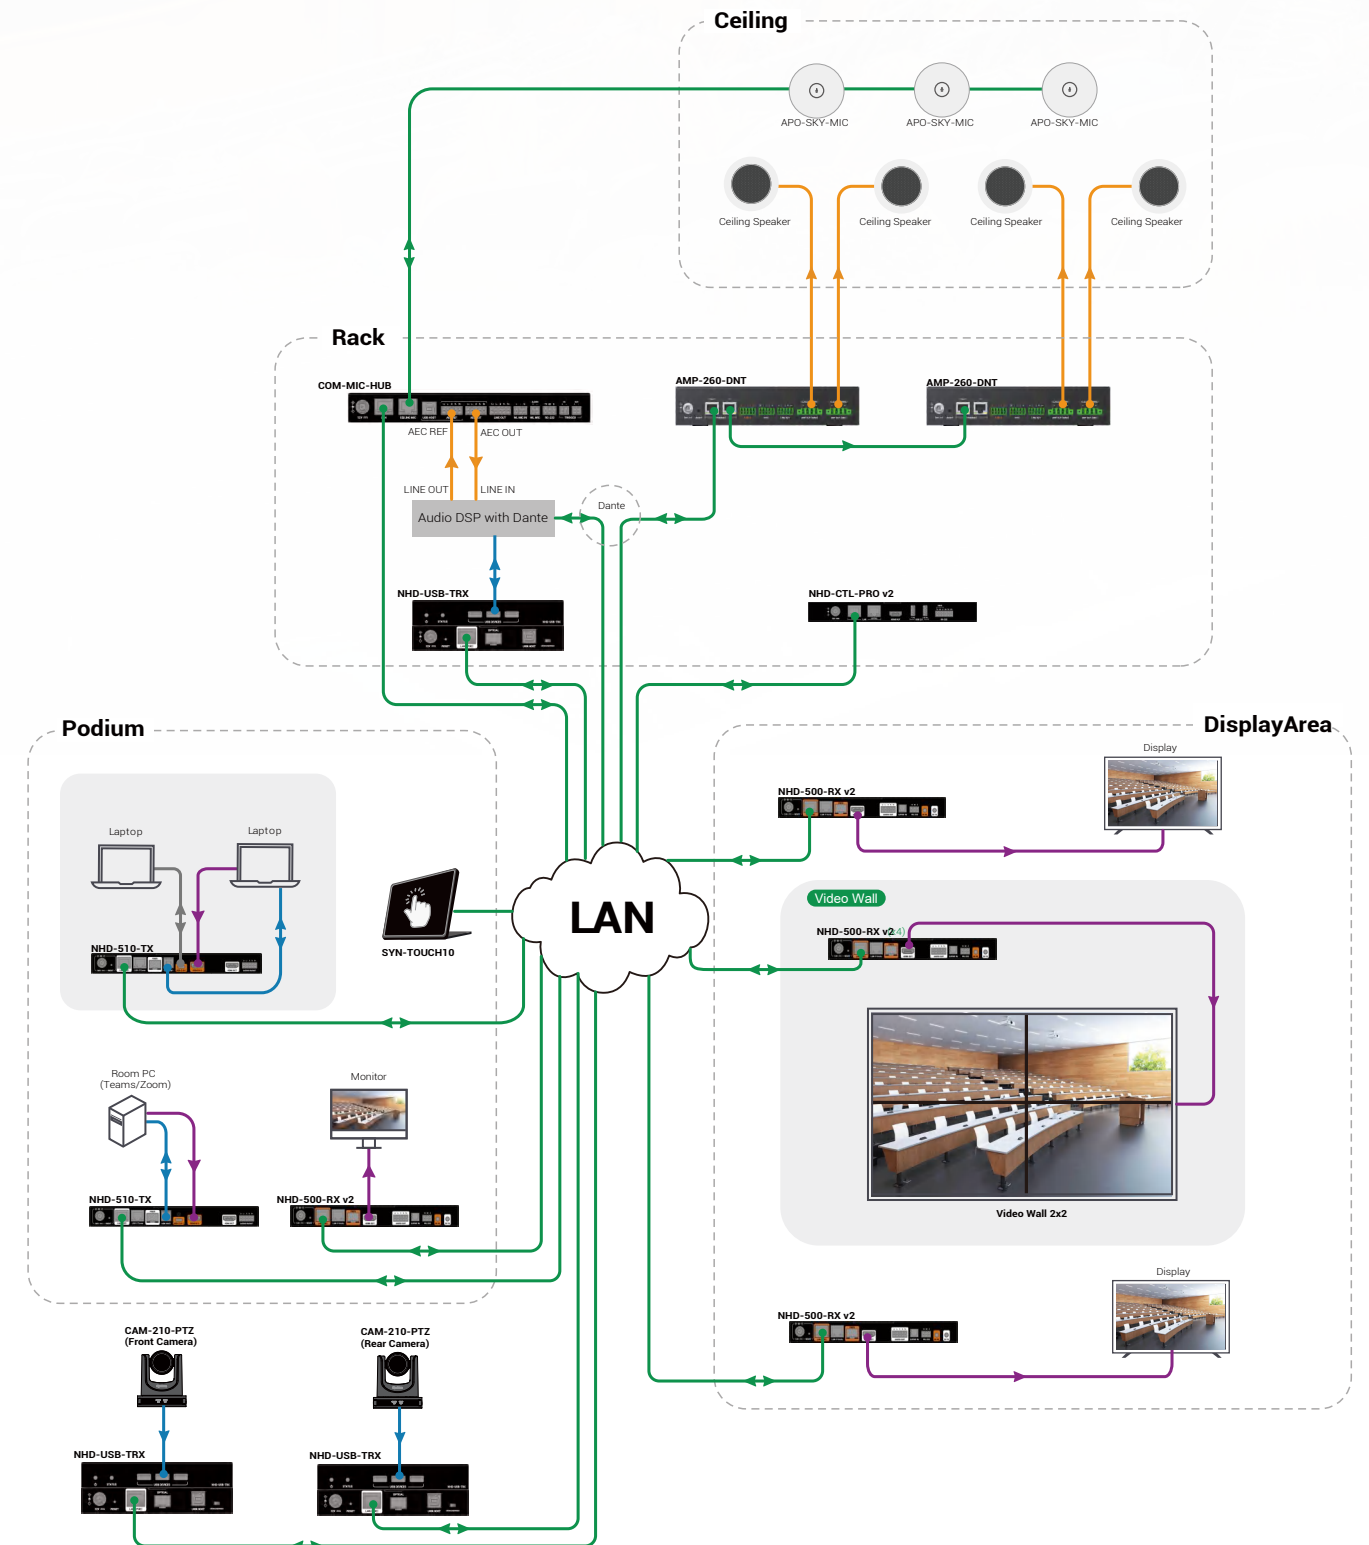 Ceiling
APO-SKY-MIC
APO-SKY-MIC
APO-SKY-MIC
Ceiling Speaker
Ceiling Speaker
Ceiling Speaker
Ceiling Speaker
Rack
COM-MIC-HUB
AMP-260-DNT
AMP-260-DNT
AEC REF
AEC OUT
LINE OUT
LINE IN
Audio DSP with Dante
Dante
NHD-USB-TRX
NHD-CTL-PRO v2
Podium
DisplayArea
Display
NHD-500-RX v2
Laptop
Laptop
NHD-510-TX
SYN-TOUCH10
LAN
Video Wall
NHD-500-RX v2(x4)
Room PC
(Teams/Zoom)
Monitor
NHD-510-TX
NHD-500-RX v2
Video Wall 2x2
Display
NHD-500-RX v2
CAM-210-PTZ
(Front Camera)
CAM-210-PTZ
(Rear Camera)
NHD-USB-TRX
NHD-USB-TRX